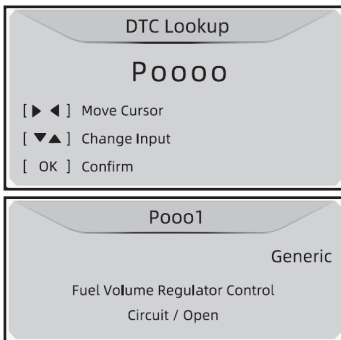 DTC Lookup
Poooo
[▶ ◀] Move Cursor
[▼▲] Change Input
[ OK ] Confirm
Pooo1
Generic
Fuel Volume Regulator Control
Circuit / Open